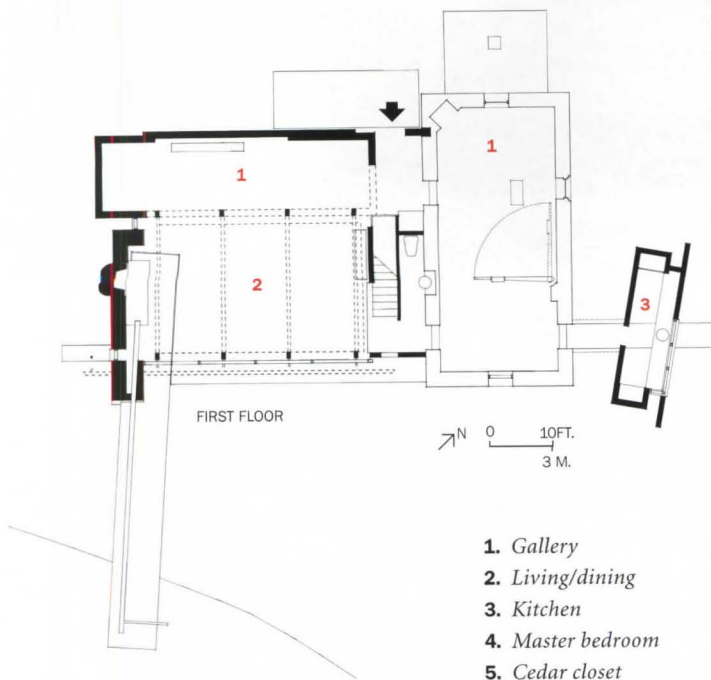 1
1
2
3
FIRST FLOOR
N 0 10FT.
3 M.
1. Gallery
2. Living/dining
3. Kitchen
4. Master bedroom
5. Cedar closet